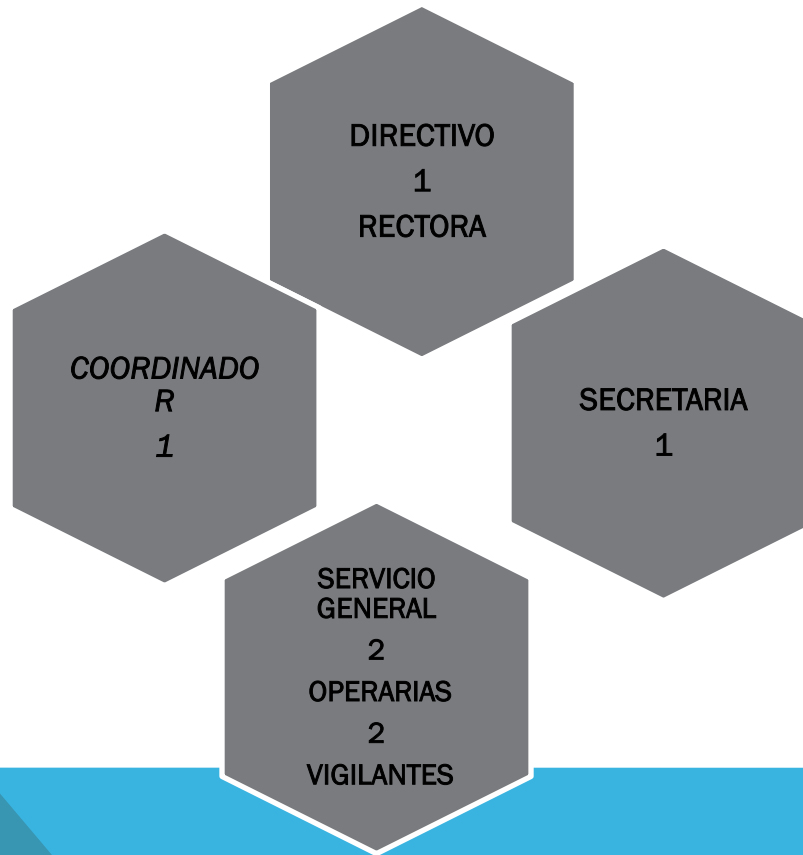 DIRECTIVO
1
RECTORA
COORDINADO
R
1
SECRETARIA
1
SERVICIO
GENERAL
2
OPERARIAS
2
VIGILANTES